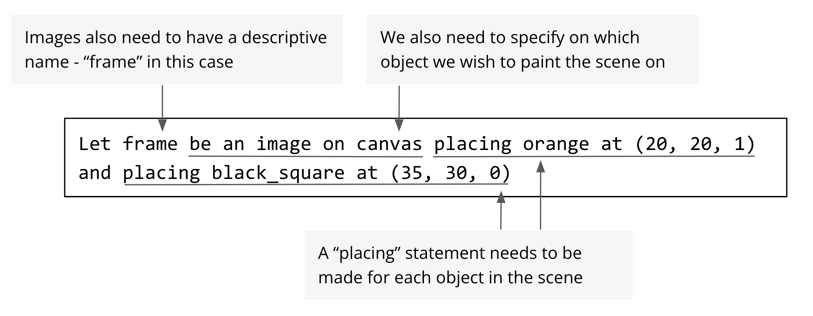 Images also need to have a descriptive
name - “frame” in this case
We also need to specify on which
object we wish to paint the scene on
Let frame be an image on canvas placing orange at (20, 20, 1)
and placing black_square at (35, 30, 0)
A “placing” statement needs to be
made for each object in the scene